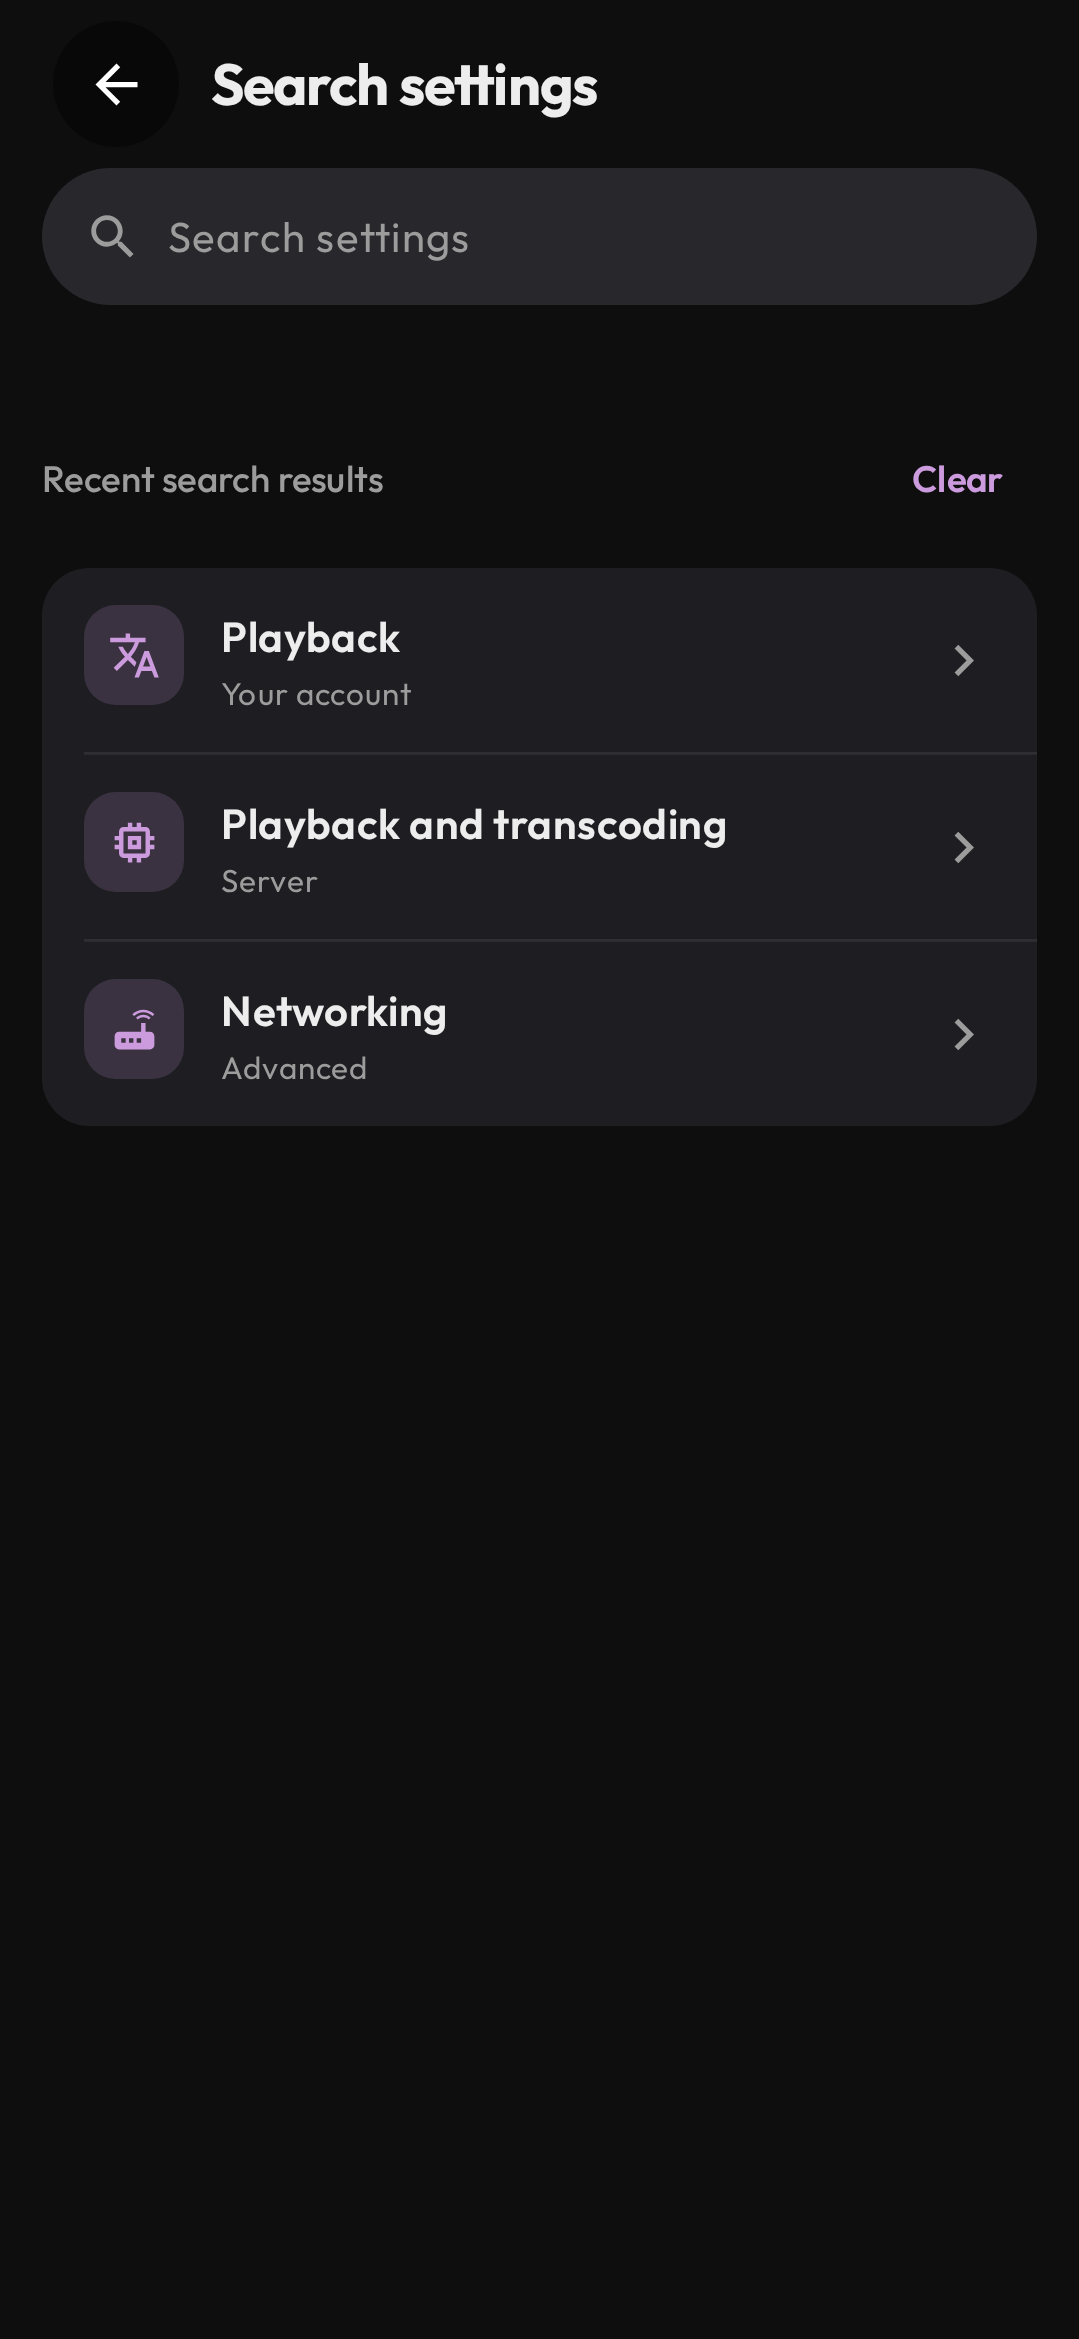 Search settings
Search settings
Recent search results
Clear
Playback
Your account
Playback and transcoding
Server
Networking
Advanced